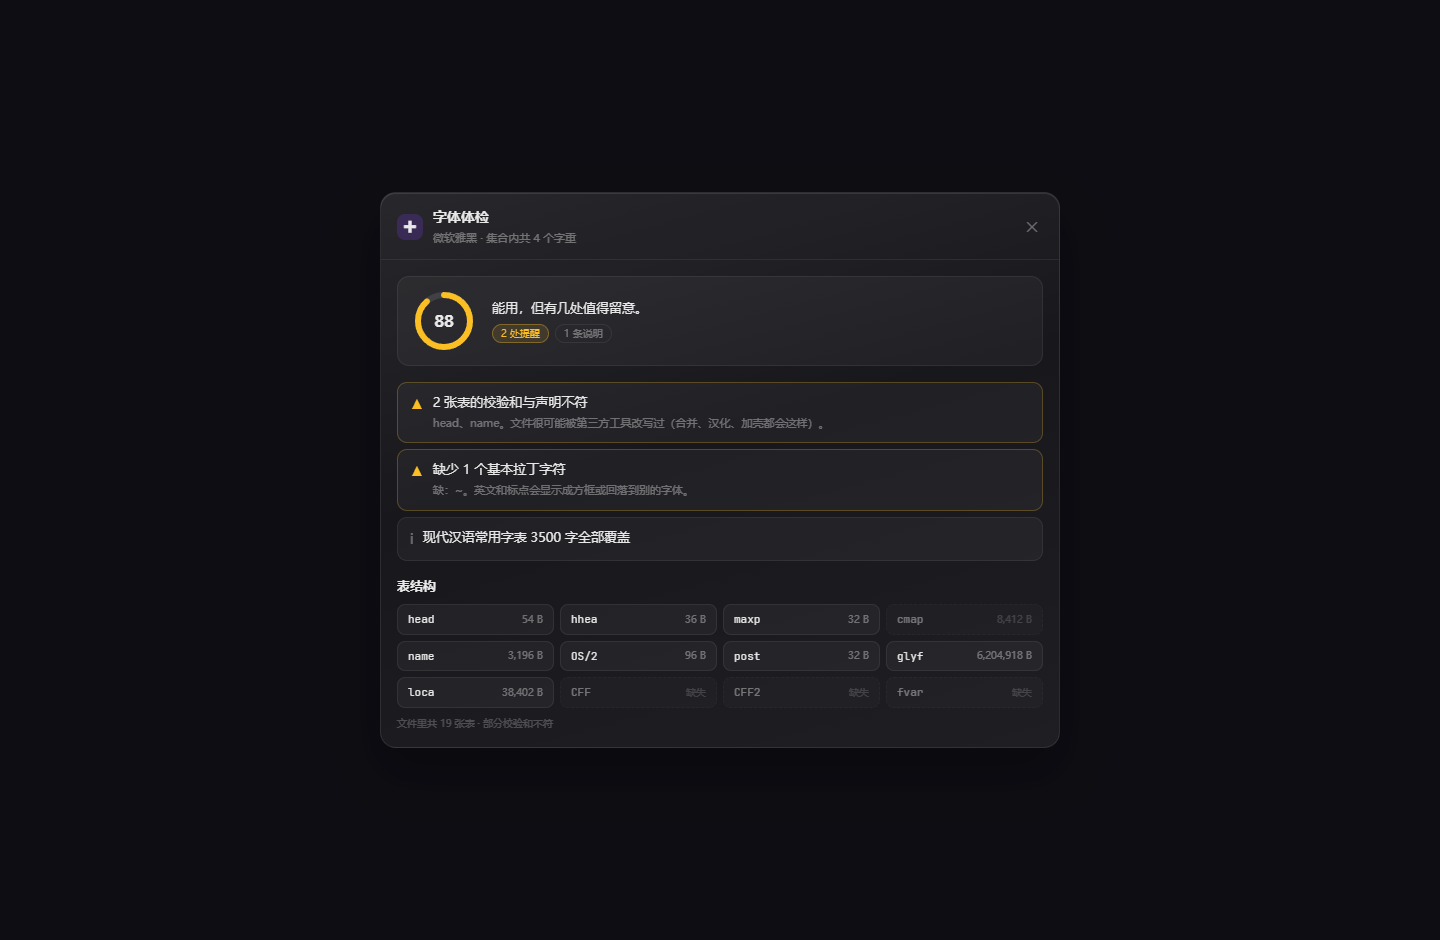 字体体检
微软雅黑 · 集合内共 4 个字重
88
能用，但有几处值得留意。
2 处提醒 1 条说明
2 张表的校验和与声明不符
head、name。文件很可能被第三方工具改写过（合并、汉化、加壳都会这样）。
缺少 1 个基本拉丁字符
缺：~。英文和标点会显示成方框或回落到别的字体。
i 现代汉语常用字表 3500 字全部覆盖
表结构
head 54 B hhea 36 B maxp 32 B cmap 8,412 B
name 3,196 B OS/2 96 B post 32 B glyf 6,204,918 B
loca 38,402 B CFF 缺失 CFF2 缺失 fvar 缺失
文件里共 19 张表 · 部分校验和不符